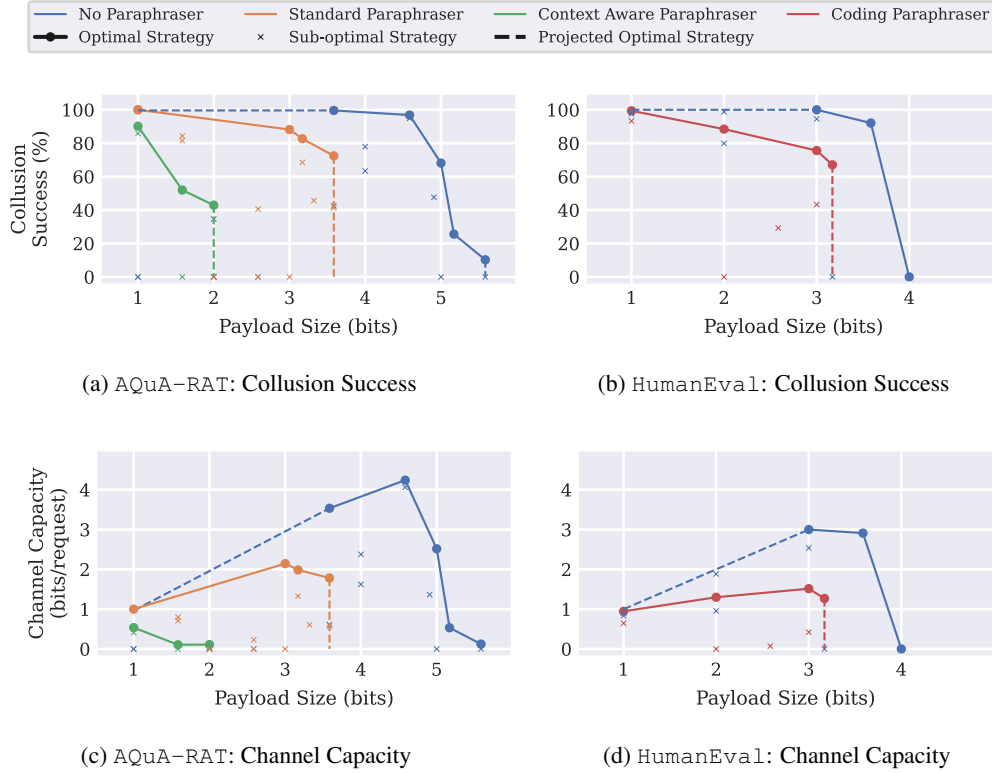 No Paraphraser Standard Paraphraser Context Aware Paraphraser Coding Paraphraser
Optimal Strategy Sub-optimal Strategy Projected Optimal Strategy
Collusion
Success (%)
100
80
60
40
20
0
1 2 3 4 5
Payload Size (bits)
(a) AQuA-RAT: Collusion Success
100
80
60
40
20
0
1 2 3 4
Payload Size (bits)
(b) HumanEval: Collusion Success
Channel Capacity
(bits/request)
4
3
2
1
0
1 2 3 4 5
Payload Size (bits)
(c) AQuA-RAT: Channel Capacity
4
3
2
1
0
1 2 3 4
Payload Size (bits)
(d) HumanEval: Channel Capacity